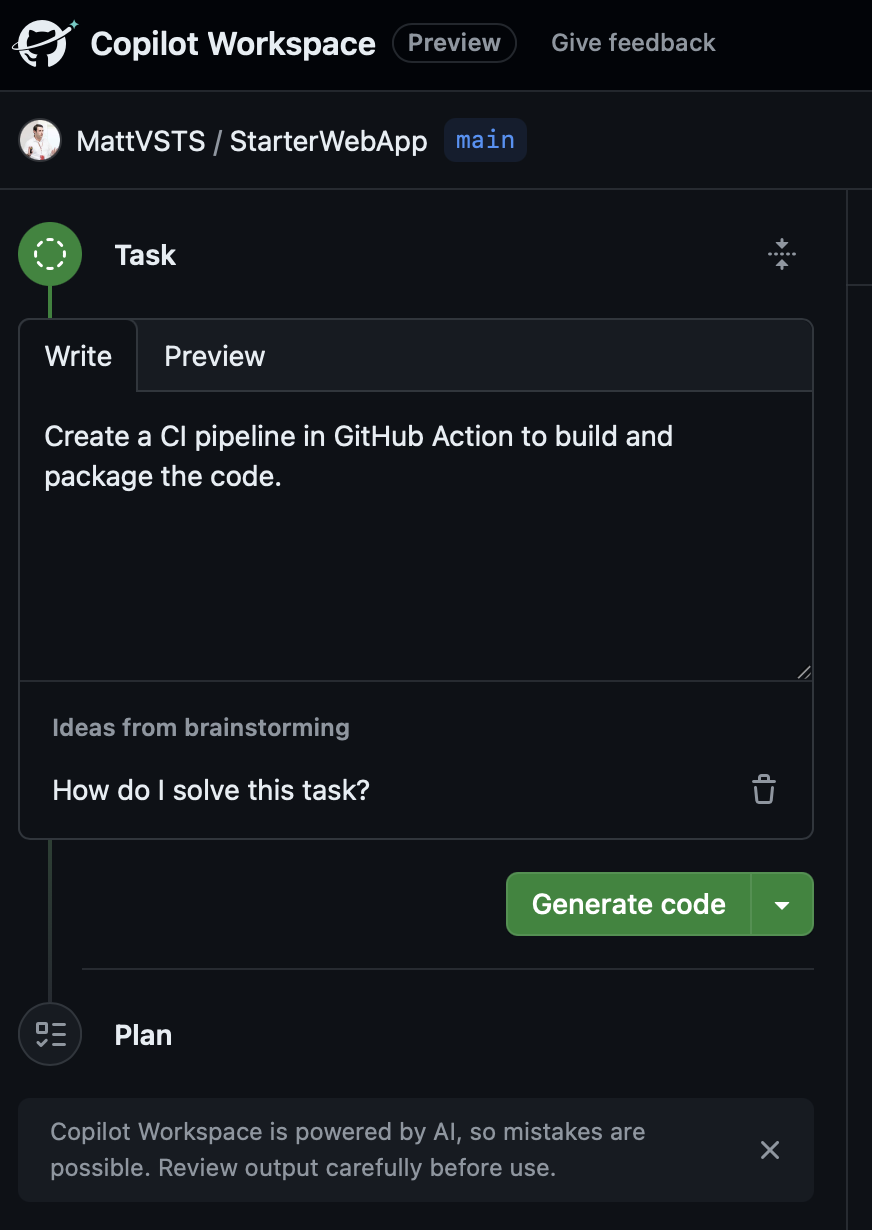 Copilot Workspace Preview Give feedback
MattVSTS / StarterWebApp main
Task
Write Preview
Create a CI pipeline in GitHub Action to build and
package the code.
Ideas from brainstorming
How do I solve this task?
Generate code
Plan
Copilot Workspace is powered by AI, so mistakes are
possible. Review output carefully before use.